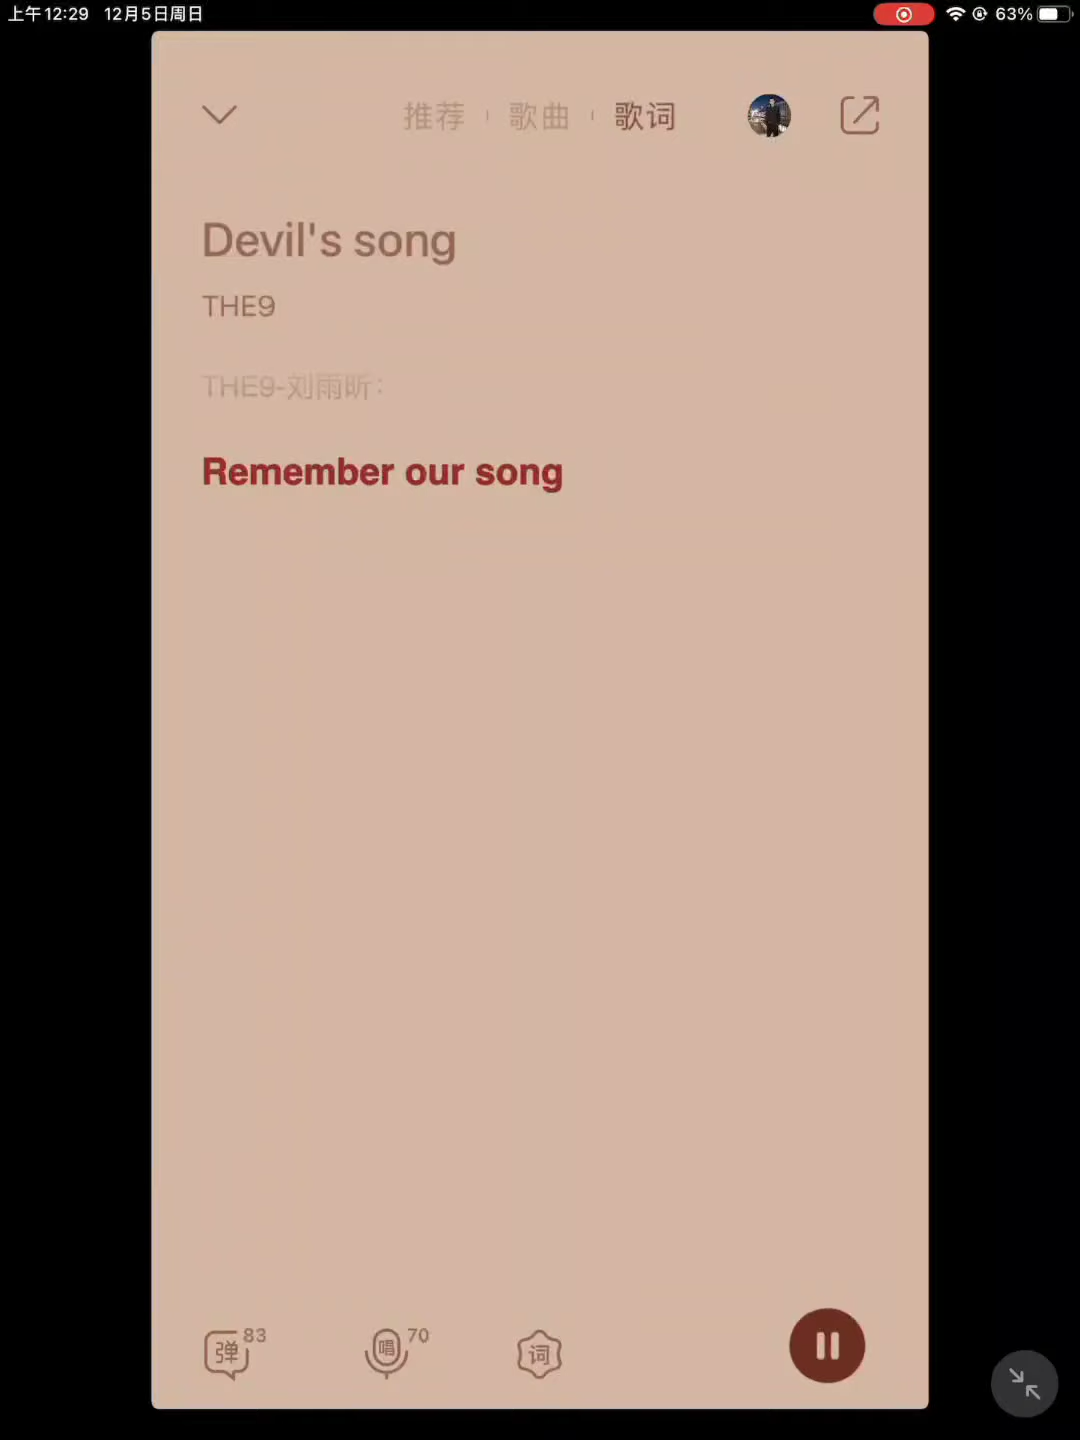 上午12:29 12月5日周日 63%
推荐 歌曲 歌词
Devil's song
THE9
THE9-刘雨昕：
Remember our song
弹 83 唱 70 词